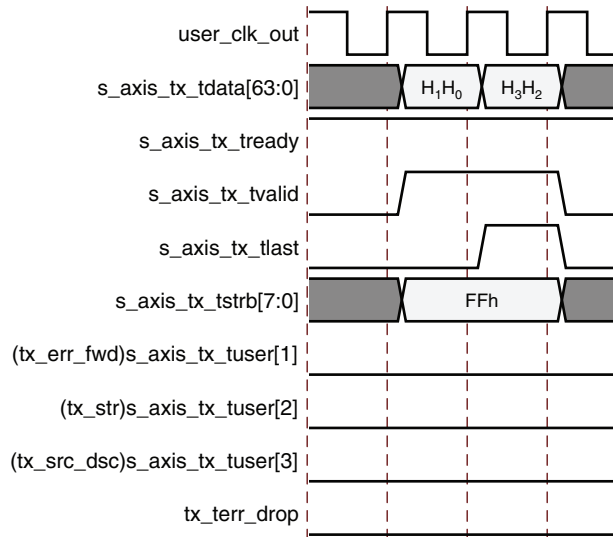 user_clk_out
s_axis_tx_tdata[63:0] H₁H₀ H₃H₂
s_axis_tx_tready
s_axis_tx_tvalid
s_axis_tx_tlast
s_axis_tx_tstrb[7:0] FFh
(tx_err_fwd)s_axis_tx_tuser[1]
(tx_str)s_axis_tx_tuser[2]
(tx_src_dsc)s_axis_tx_tuser[3]
tx_terr_drop